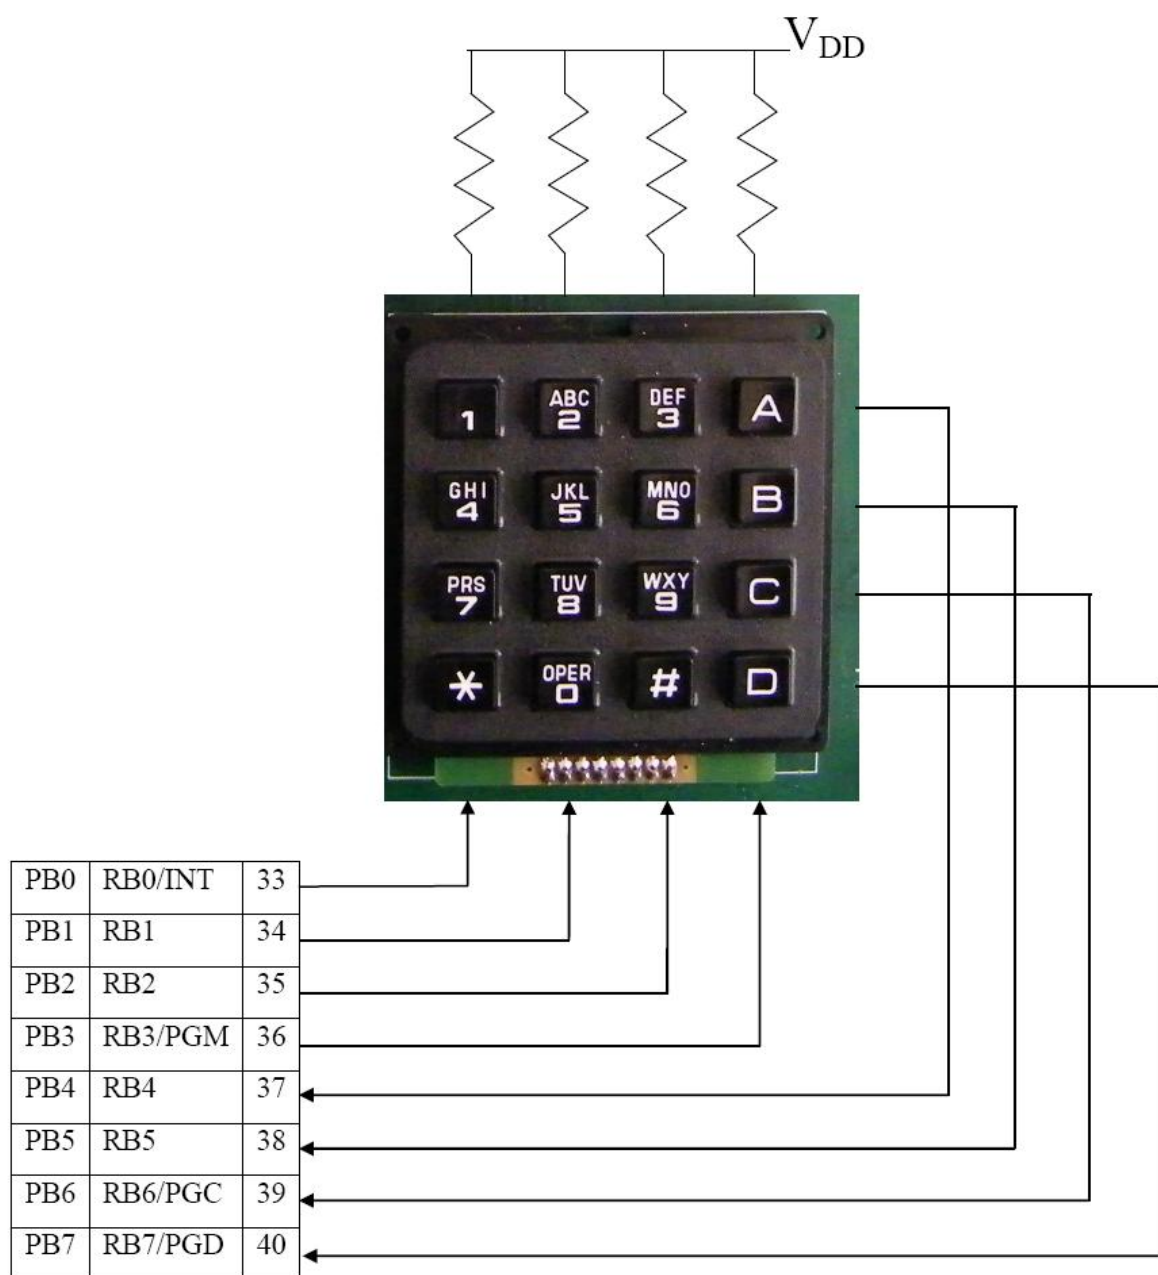 VDD
1
ABC
2
DEF
3
A
GHI
4
JKL
5
MNO
6
B
PRS
7
TUV
8
WXY
9
C
*
OPER
0
#
D
PB0 RB0/INT 33
PB1 RB1 34
PB2 RB2 35
PB3 RB3/PGM 36
PB4 RB4 37
PB5 RB5 38
PB6 RB6/PGC 39
PB7 RB7/PGD 40